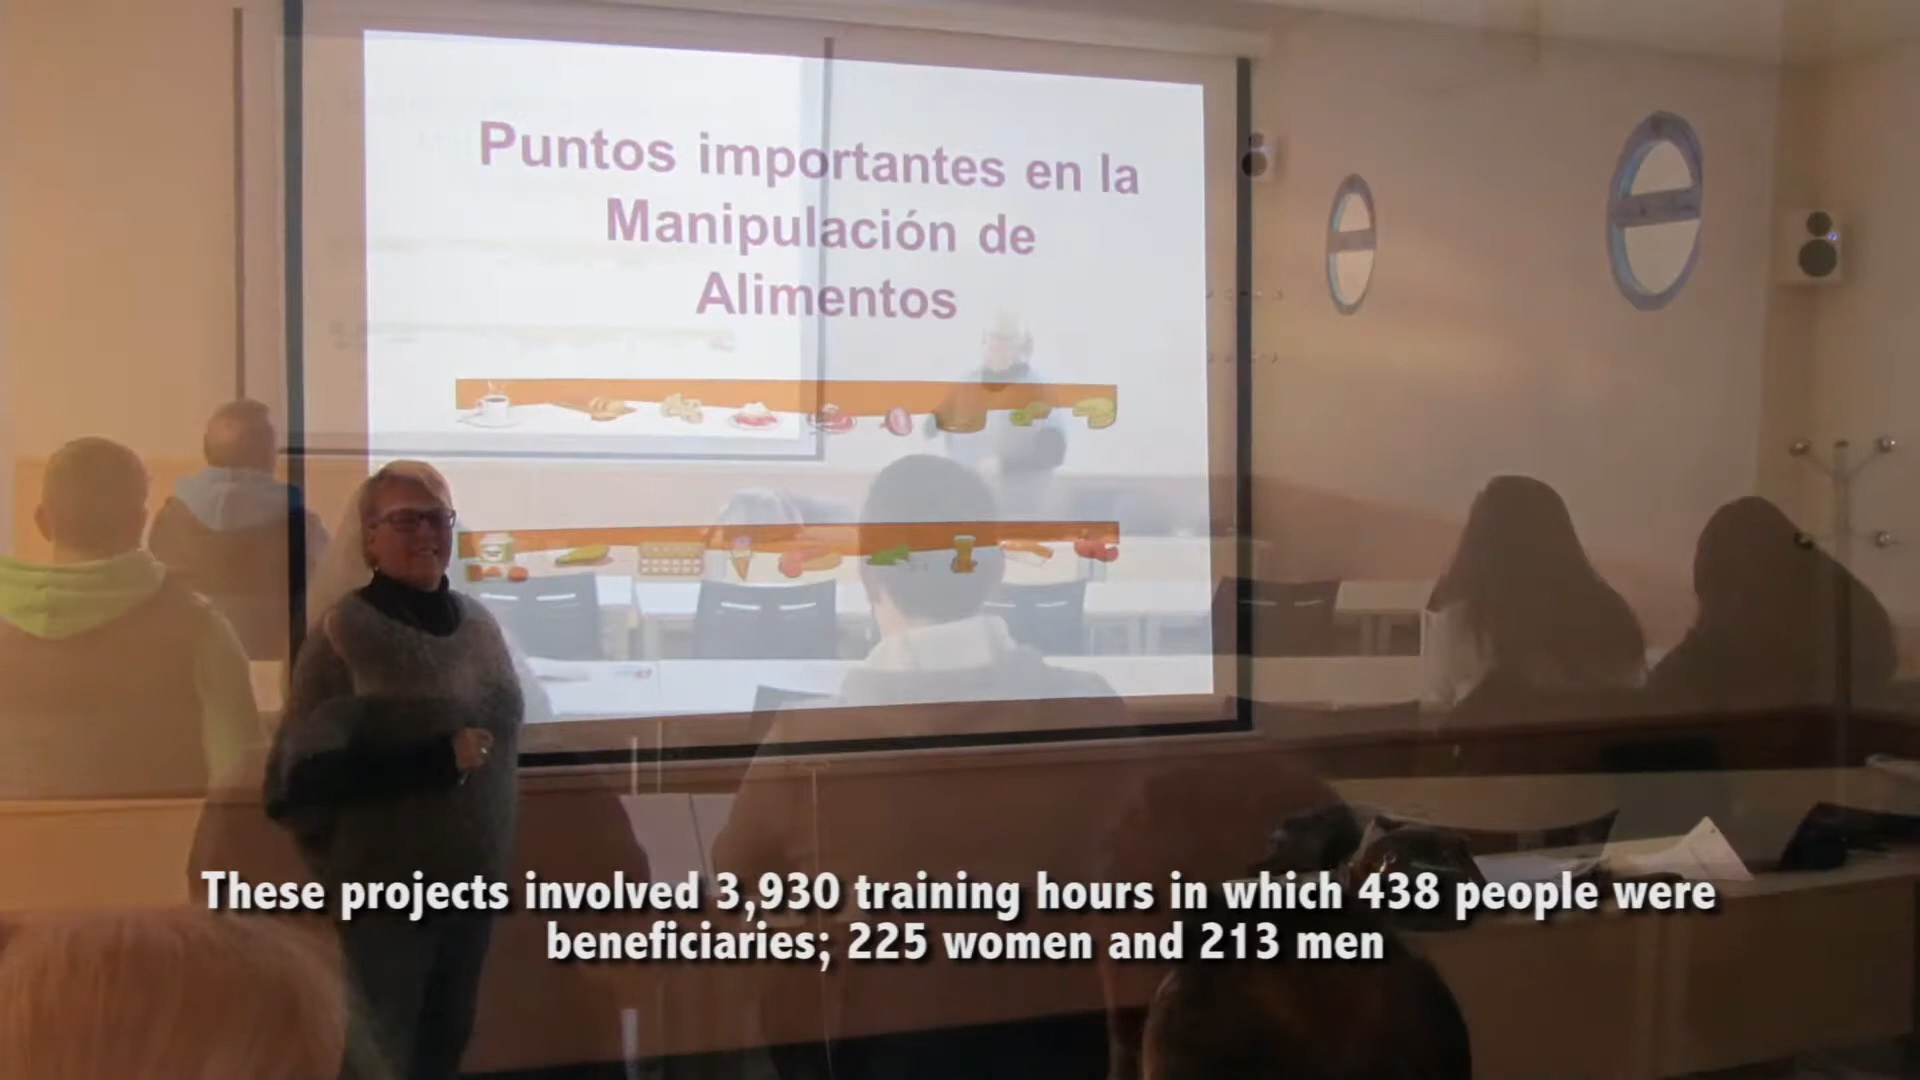 Puntos importantes en la
Manipulación de
Alimentos
These projects involved 3,930 training hours in which 438 people were
beneficiaries; 225 women and 213 men